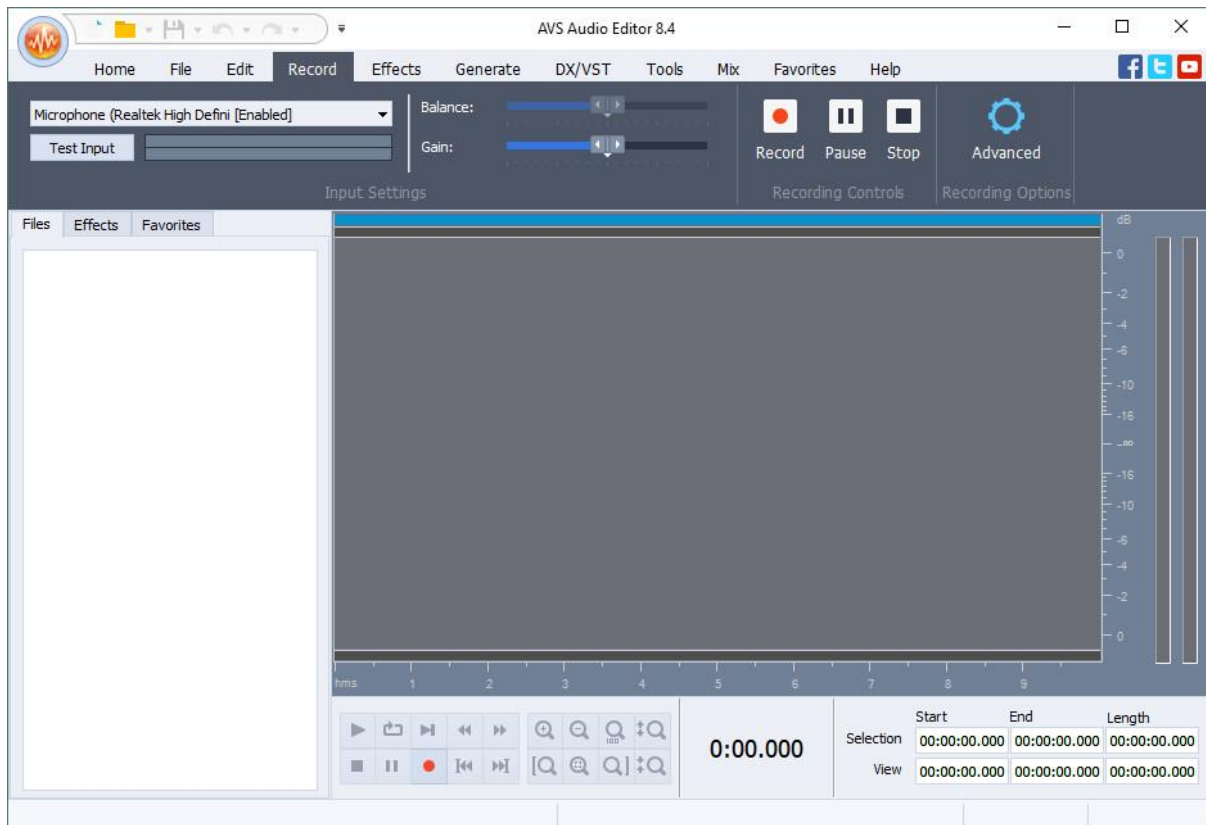 AVS Audio Editor 8.4
Home File Edit Record Effects Generate DX/VST Tools Mix Favorites Help
Microphone (Realtek High Defini [Enabled]
Balance:
Test Input
Gain:
Record Pause Stop
Advanced
Input Settings
Recording Controls
Recording Options
Files Effects Favorites
dB
0
-2
-4
-6
-10
-16
-∞
-16
-10
-6
-4
-2
0
hms 1 2 3 4 5 6 7 8 9
100
0:00.000
Start End Length
Selection 00:00:00.000 00:00:00.000 00:00:00.000
View 00:00:00.000 00:00:00.000 00:00:00.000